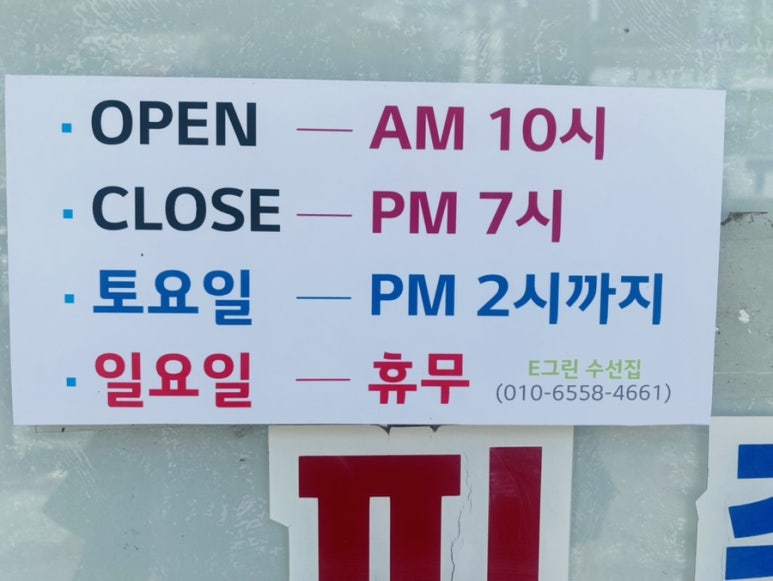 · OPEN — AM 10시
· CLOSE — PM 7시
· 토요일 — PM 2시까지
· 일요일 — 휴무
E그린 수선집
(010-6558-4661)